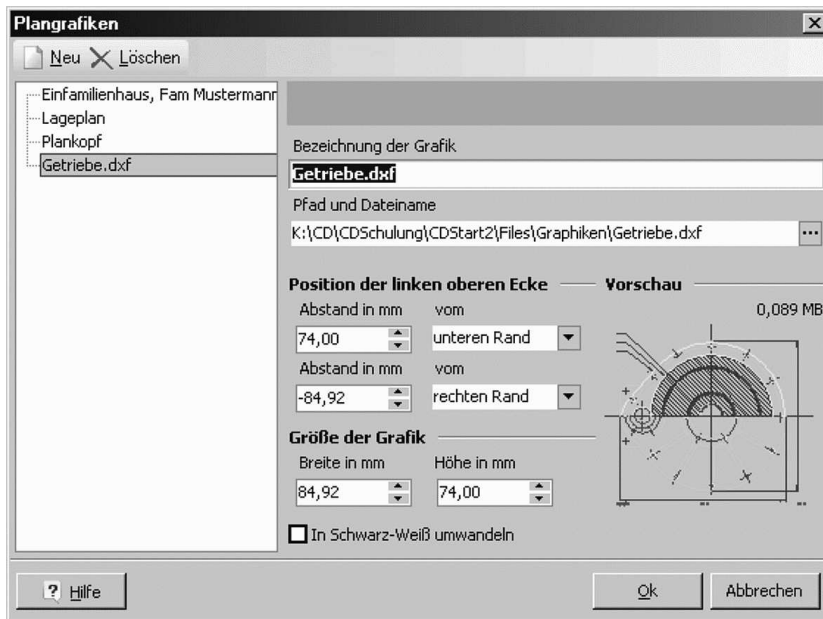 Plangrafiken
Neu Löschen
Einfamilienhaus, Fam Mustermann
Lageplan
Plankopf
Getriebe.dxf
Bezeichnung der Grafik
Getriebe.dxf
Pfad und Dateiname
K:\CD\CDSchulung\CDStart2\Files\Graphiken\Getriebe.dxf
...
Position der linken oberen Ecke
Abstand in mm vom
74,00 unteren Rand
Abstand in mm vom
-84,92 rechten Rand
Größe der Grafik
Breite in mm Höhe in mm
84,92 74,00
In Schwarz-Weiß umwandeln
Vorschau
0,089 MB
? Hilfe
Ok
Abbrechen